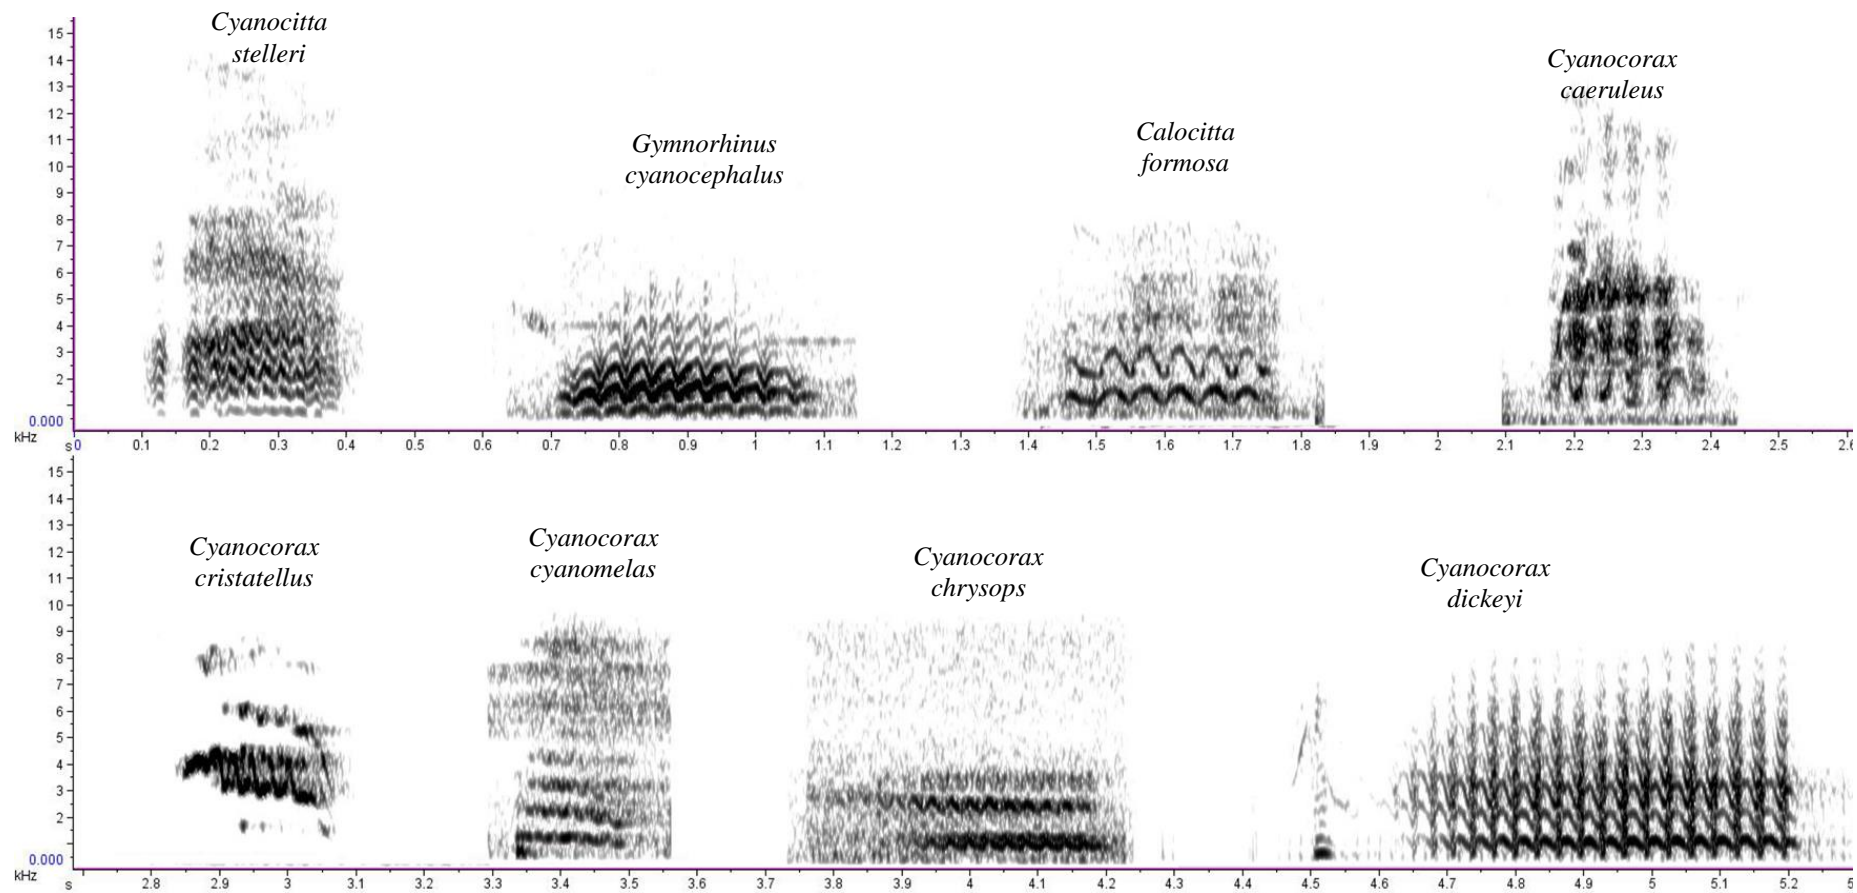 Cyanocitta
stelleri
Gymnorhinus
cyanocephalus
Calocitta
formosa
Cyanocorax
caeruleus
15
14
13
12
11
10
9
8
7
6
5
4
3
2
0.000
kHz
s 0 0.1 0.2 0.3 0.4 0.5 0.6 0.7 0.8 0.9 1 1.1 1.2 1.3 1.4 1.5 1.6 1.7 1.8 1.9 2 2.1 2.2 2.3 2.4 2.5 2.6
Cyanocorax
cristatellus
Cyanocorax
cyanomelas
Cyanocorax
chrysops
Cyanocorax
dickeyi
15
14
13
12
11
10
9
8
7
6
5
4
3
2
0.000
kHz
s 2.8 2.9 3 3.1 3.2 3.3 3.4 3.5 3.6 3.7 3.8 3.9 4 4.1 4.2 4.3 4.4 4.5 4.6 4.7 4.8 4.9 5 5.1 5.2